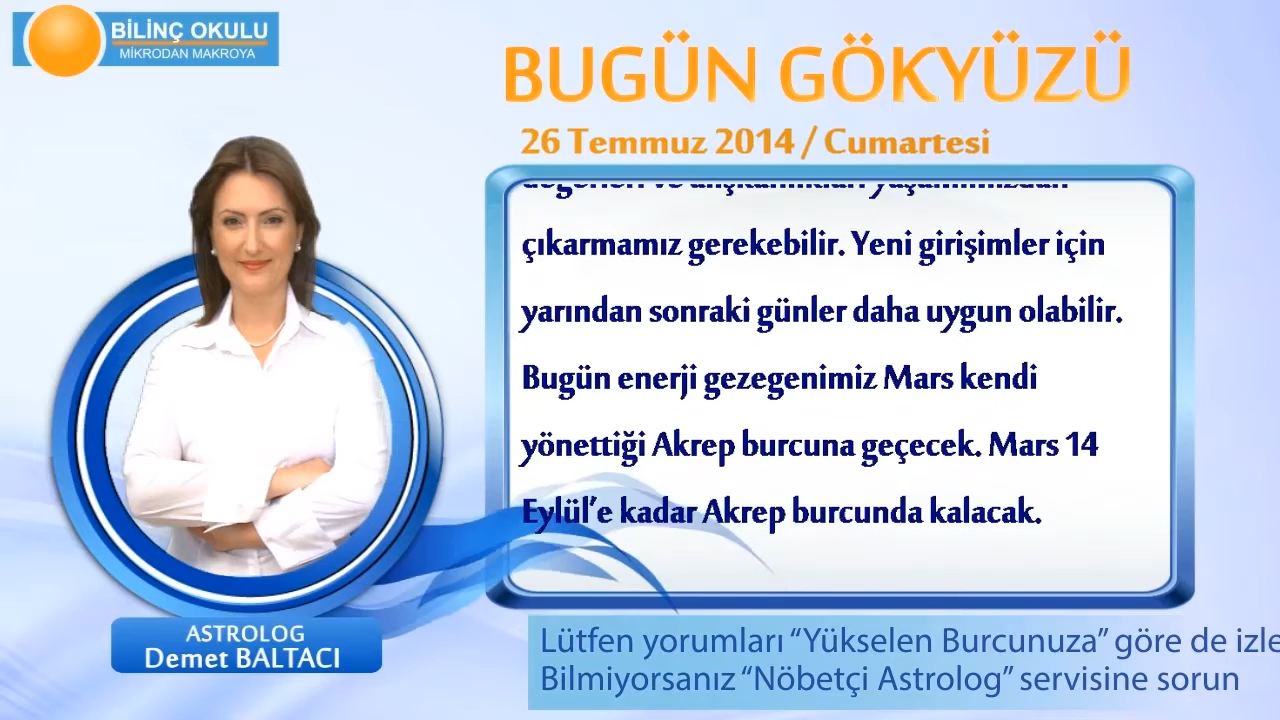 BİLİNÇ OKULU
MİKRODAN MAKROYA
BUGÜN GÖKYÜZÜ
26 Temmuz 2014 / Cumartesi
çıkarmamız gerekebilir. Yeni girişimler için
yarından sonraki günler daha uygun olabilir.
Bugün enerji gezegenimiz Mars kendi
yönettiği Akrep burcuna geçecek. Mars 14
Eylül'e kadar Akrep burcunda kalacak.
ASTROLOG
Demet BALTACI
Lütfen yorumları “Yükselen Burcunuza” göre de izle
Bilmiyorsanız “Nöbetçi Astrolog” servisine sorun